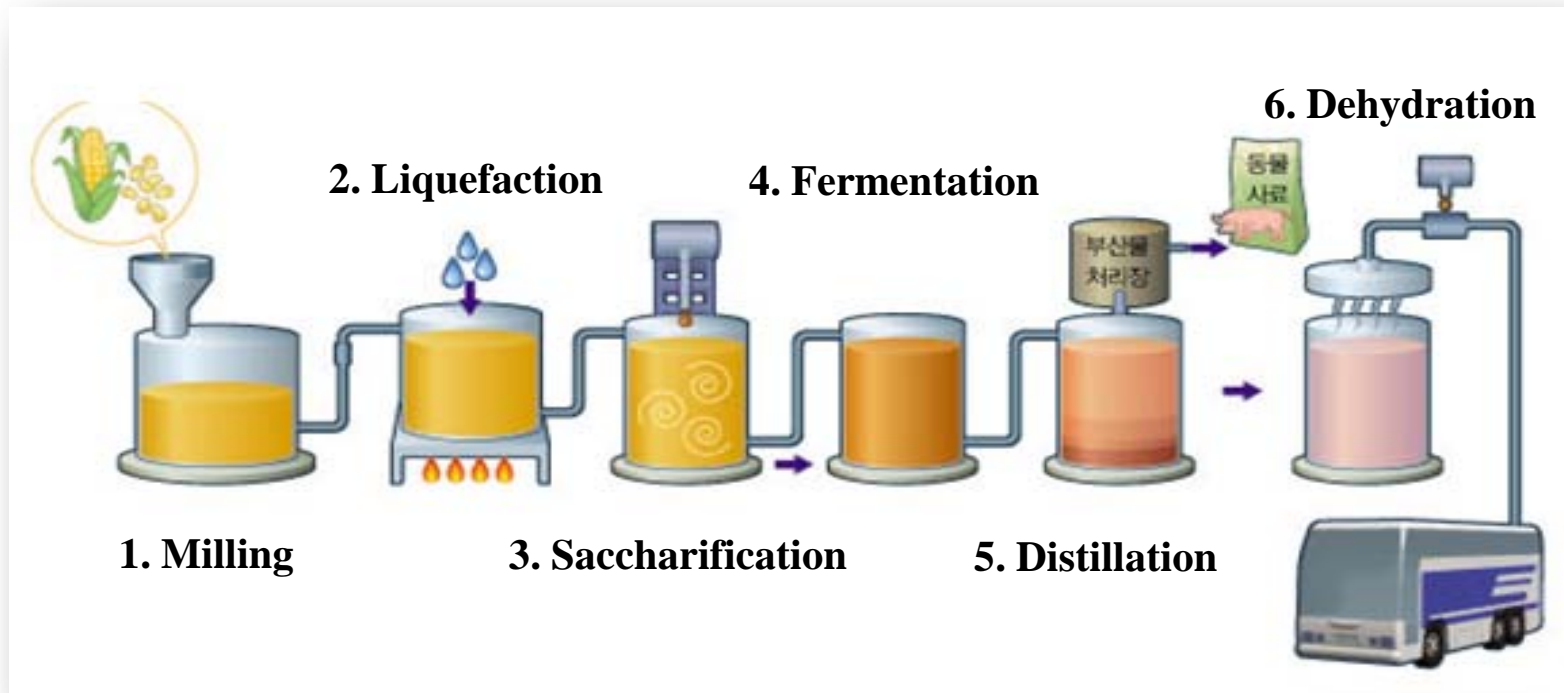 6. Dehydration
2. Liquefaction
4. Fermentation
동물
사료
부산물
처리장
1. Milling
3. Saccharification
5. Distillation